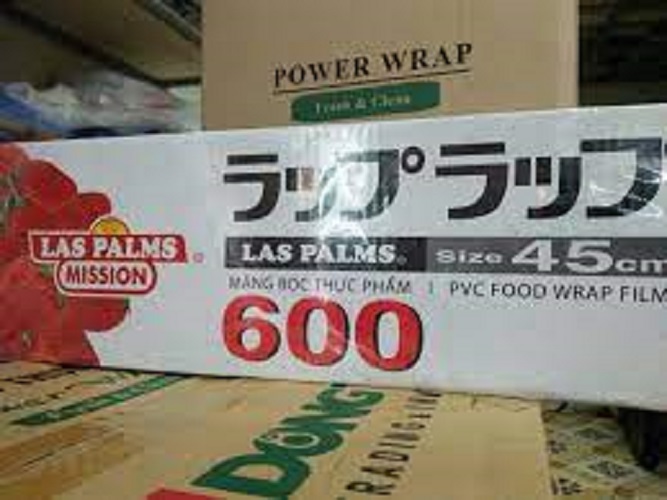 POWER WRAP
Fresh & Clean
ラップ ラップ
LAS PALMS
MISSION
LAS PALMS® Size 45cm
MÀNG BỌC THỰC PHẨM | PVC FOOD WRAP FILM
600
DONG
TRADING